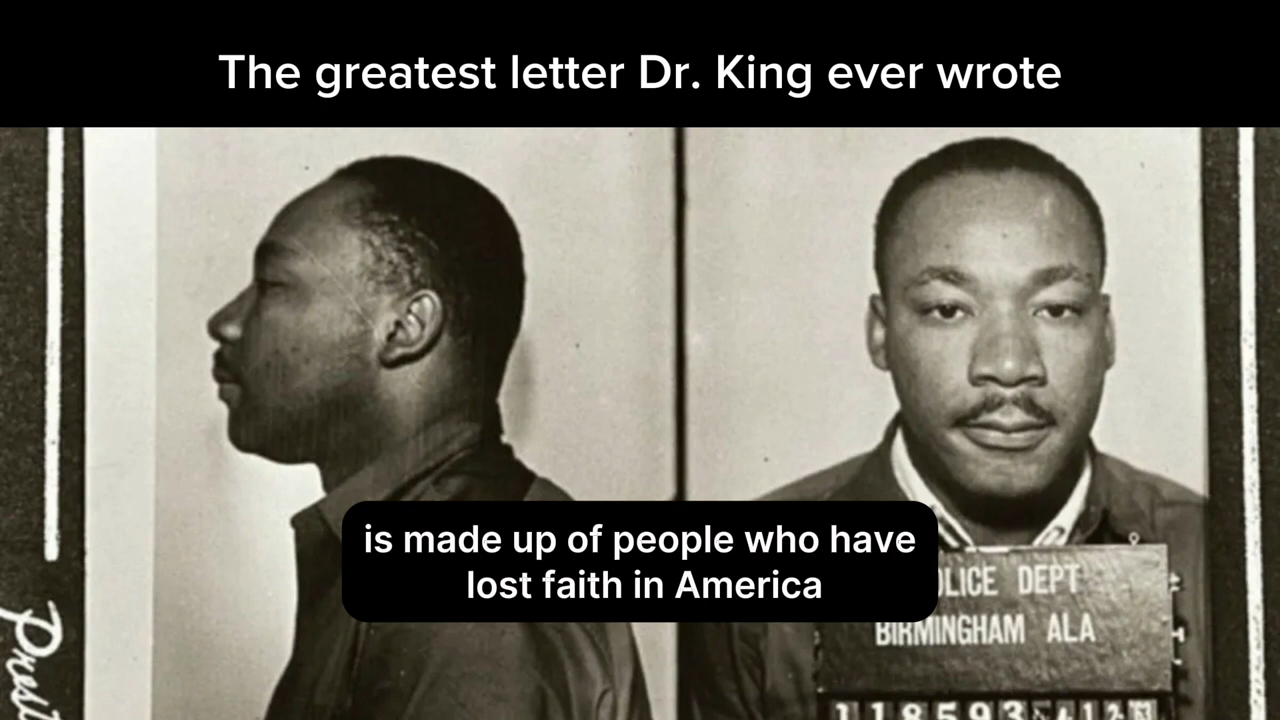 The greatest letter Dr. King ever wrote
is made up of people who have
lost faith in America
OLICE DEPT
BIRMINGHAM ALA